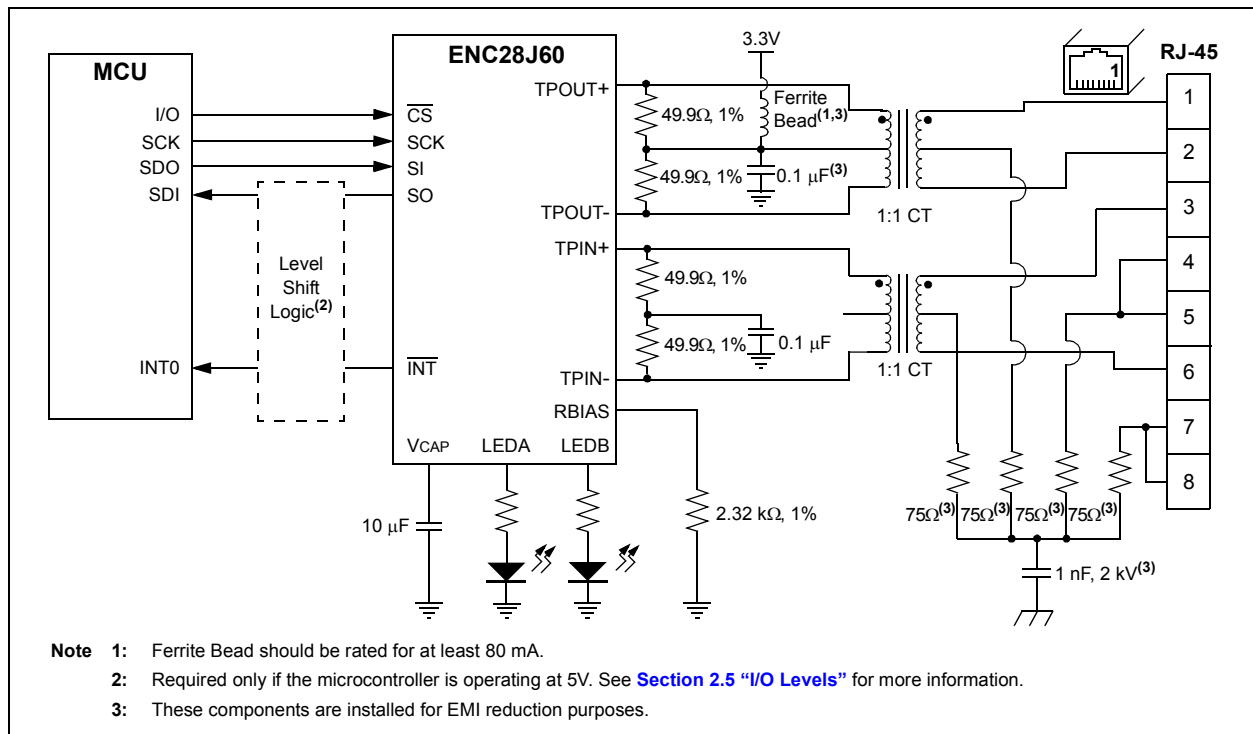 MCU
I/O
SCK
SDO
SDI
INT0
Level
Shift
Logic(2)
ENC28J60
CS
SCK
SI
SO
INT
TPOUT+
TPOUT-
TPIN+
TPIN-
RBIAS
VCAP
LEDA
LEDB
3.3V
Ferrite
Bead(1,3)
49.9Ω, 1%
49.9Ω, 1%
0.1 µF(3)
1:1 CT
49.9Ω, 1%
49.9Ω, 1%
0.1 µF
1:1 CT
10 µF
2.32 kΩ, 1%
1
RJ-45
1
2
3
4
5
6
7
8
75Ω(3)
75Ω(3)
75Ω(3)
75Ω(3)
1 nF, 2 kV(3)
Note 1: Ferrite Bead should be rated for at least 80 mA.
2: Required only if the microcontroller is operating at 5V. See Section 2.5 “I/O Levels” for more information.
3: These components are installed for EMI reduction purposes.